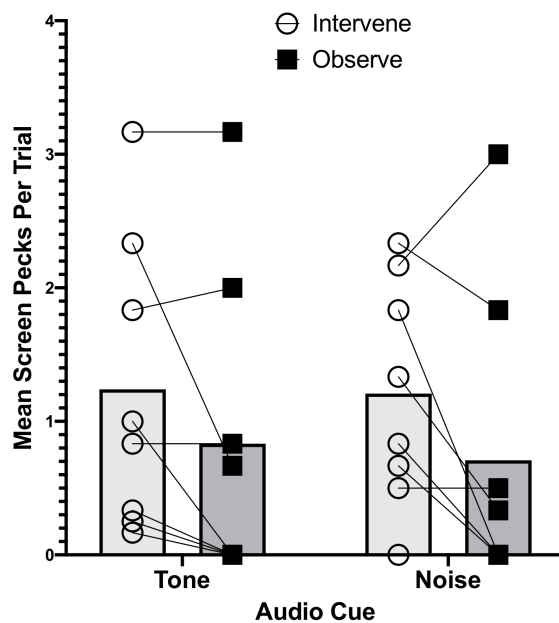 Intervene
Observe
Mean Screen Pecks Per Trial
4
3
2
1
0
Tone
Noise
Audio Cue